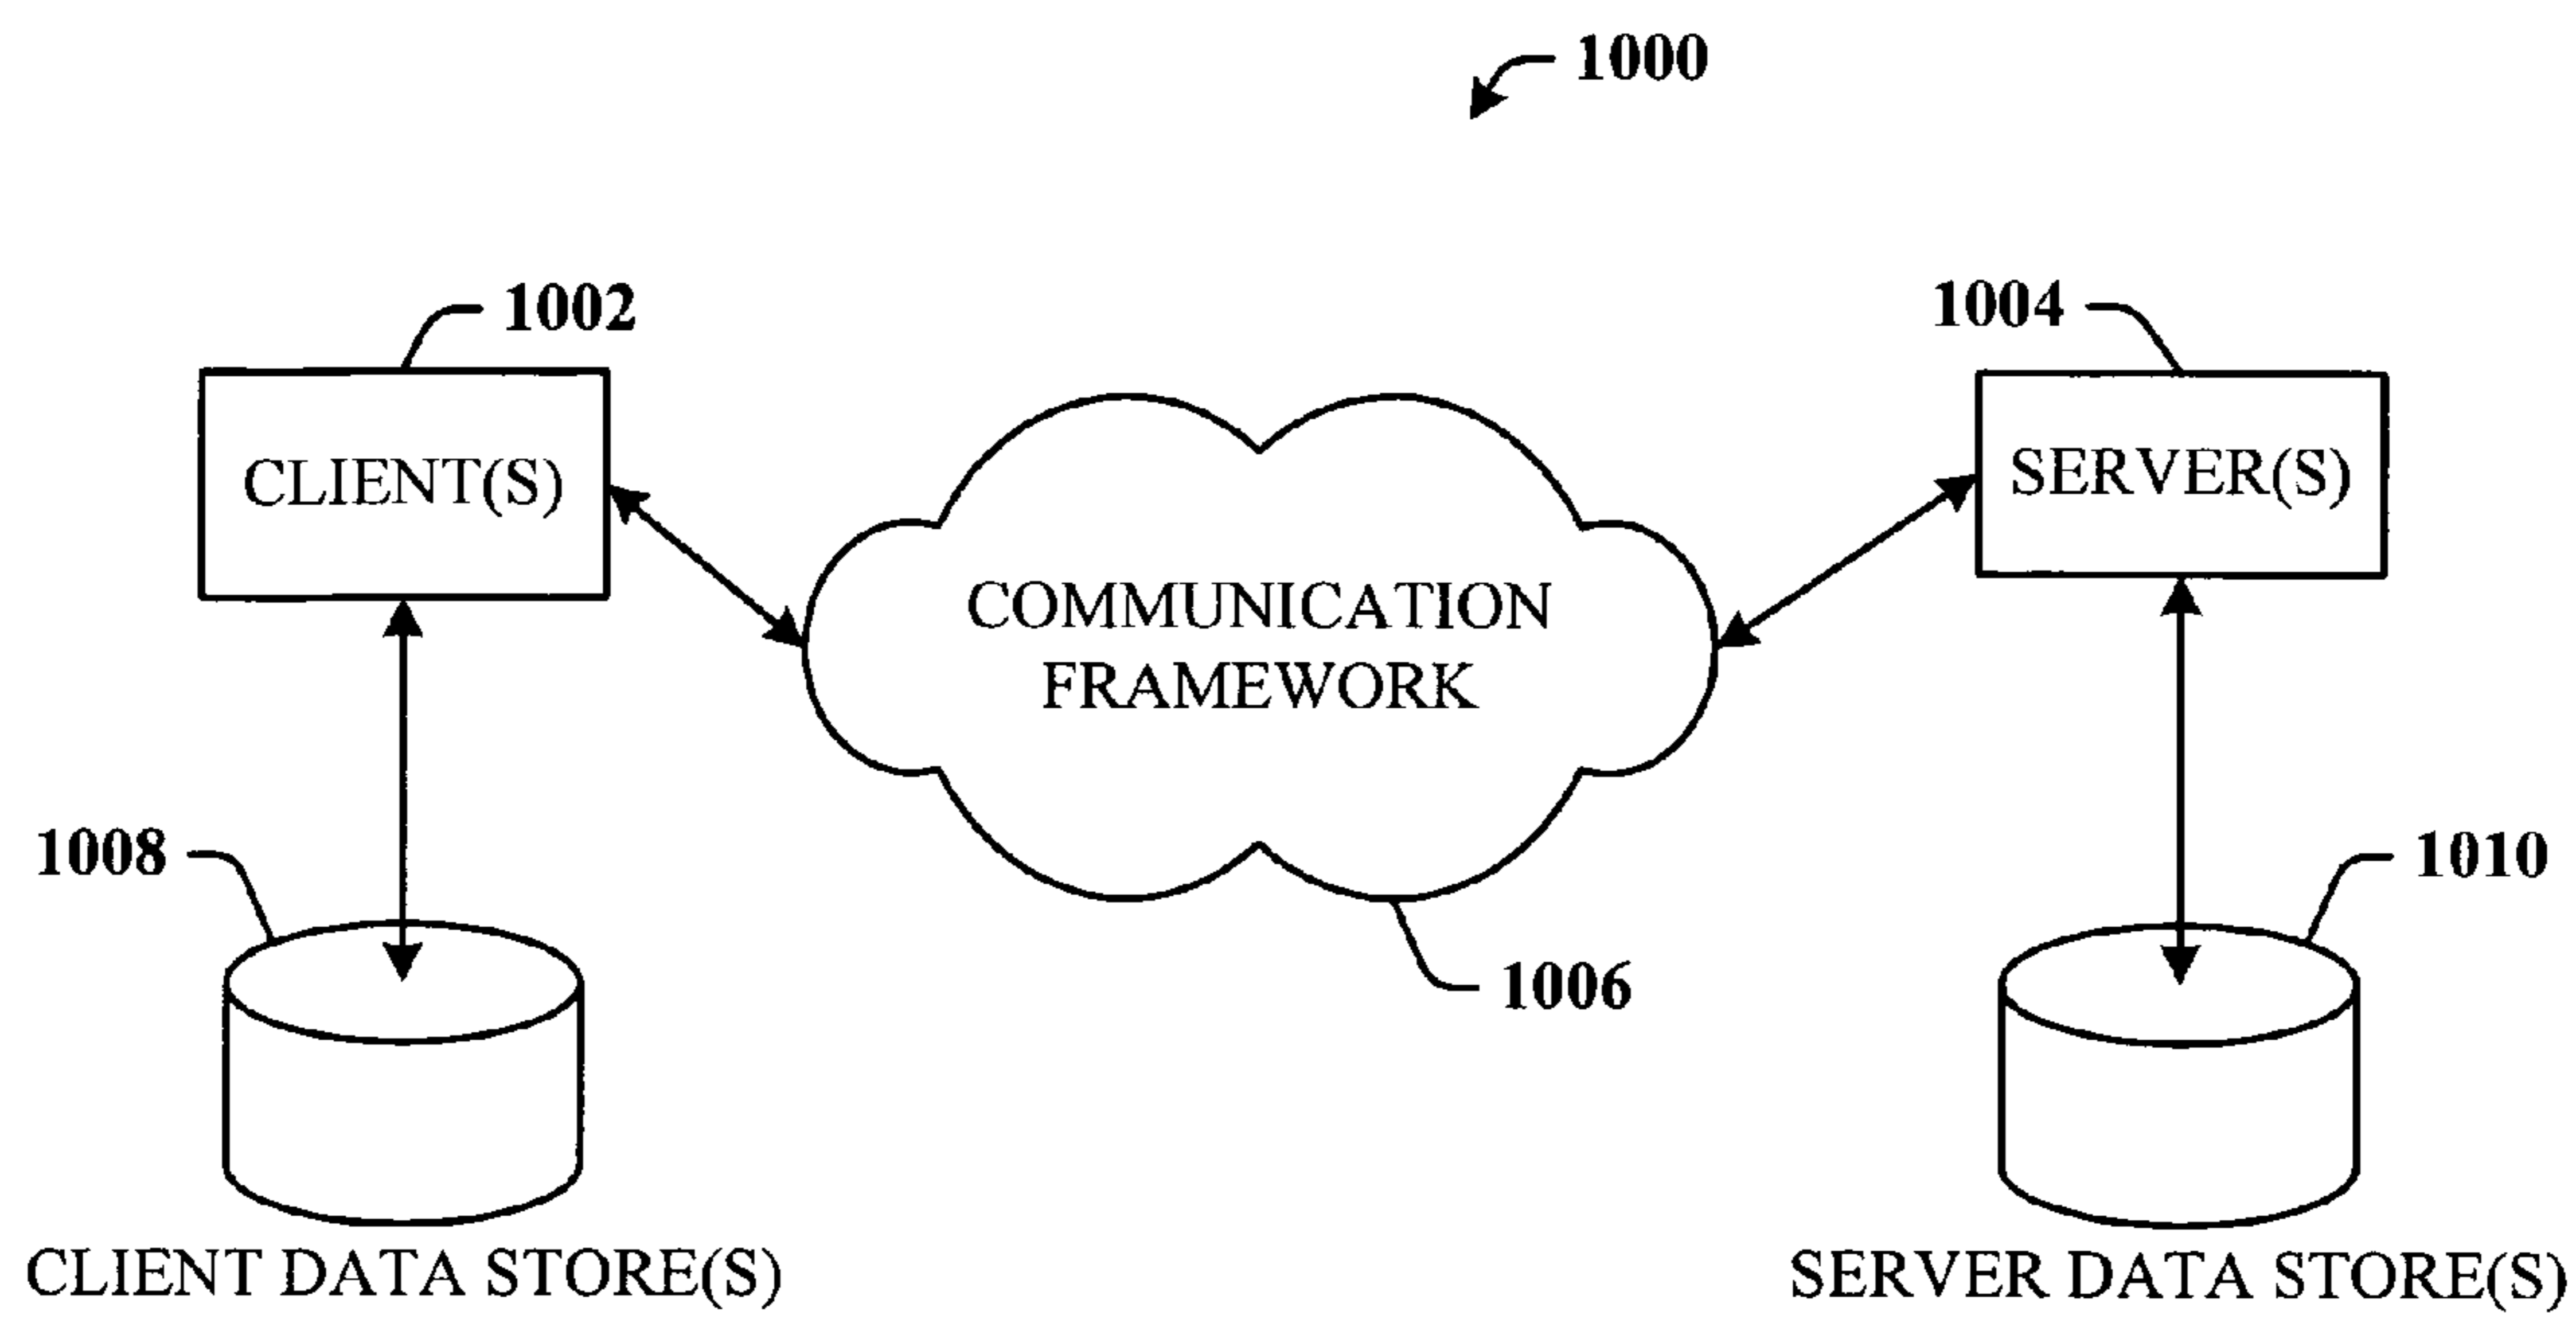 1000
1002
1004
CLIENT(S)
SERVER(S)
COMMUNICATION
FRAMEWORK
1008
1010
1006
CLIENT DATA STORE(S)
SERVER DATA STORE(S)